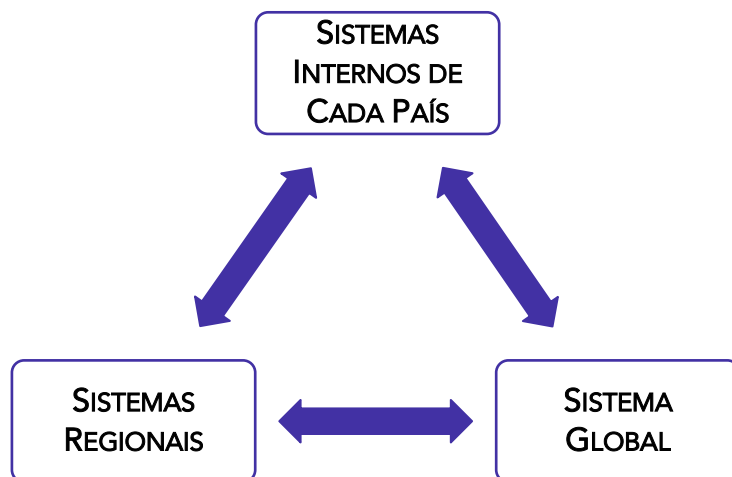 SISTEMAS
INTERNOS DE
CADA PAÍS
SISTEMAS
REGIONAIS
SISTEMA
GLOBAL